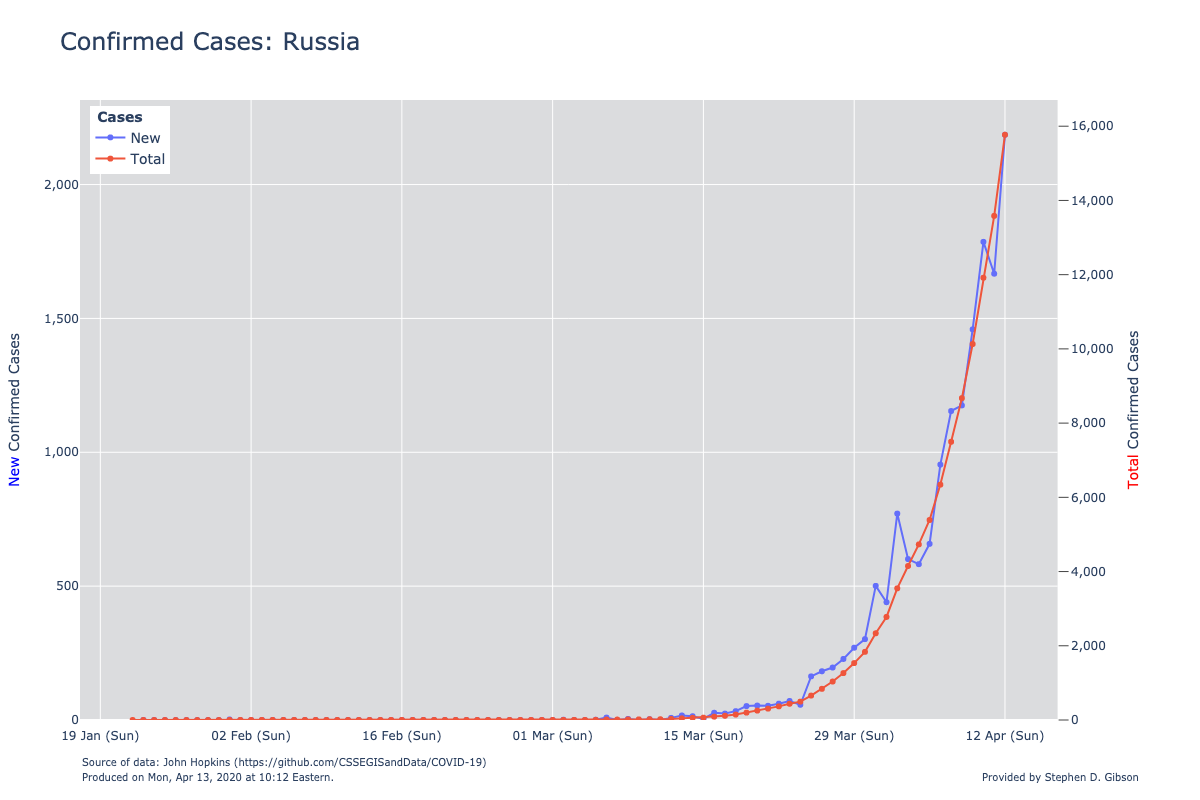 Confirmed Cases: Russia
Cases
New
Total
2,000
1,500
1,000
500
0
New Confirmed Cases
16,000
14,000
12,000
10,000
8,000
6,000
4,000
2,000
0
Total Confirmed Cases
19 Jan (Sun) 02 Feb (Sun) 16 Feb (Sun) 01 Mar (Sun) 15 Mar (Sun) 29 Mar (Sun) 12 Apr (Sun)
Source of data: John Hopkins (https://github.com/CSSEGISandData/COVID-19)
Produced on Mon, Apr 13, 2020 at 10:12 Eastern.
Provided by Stephen D. Gibson